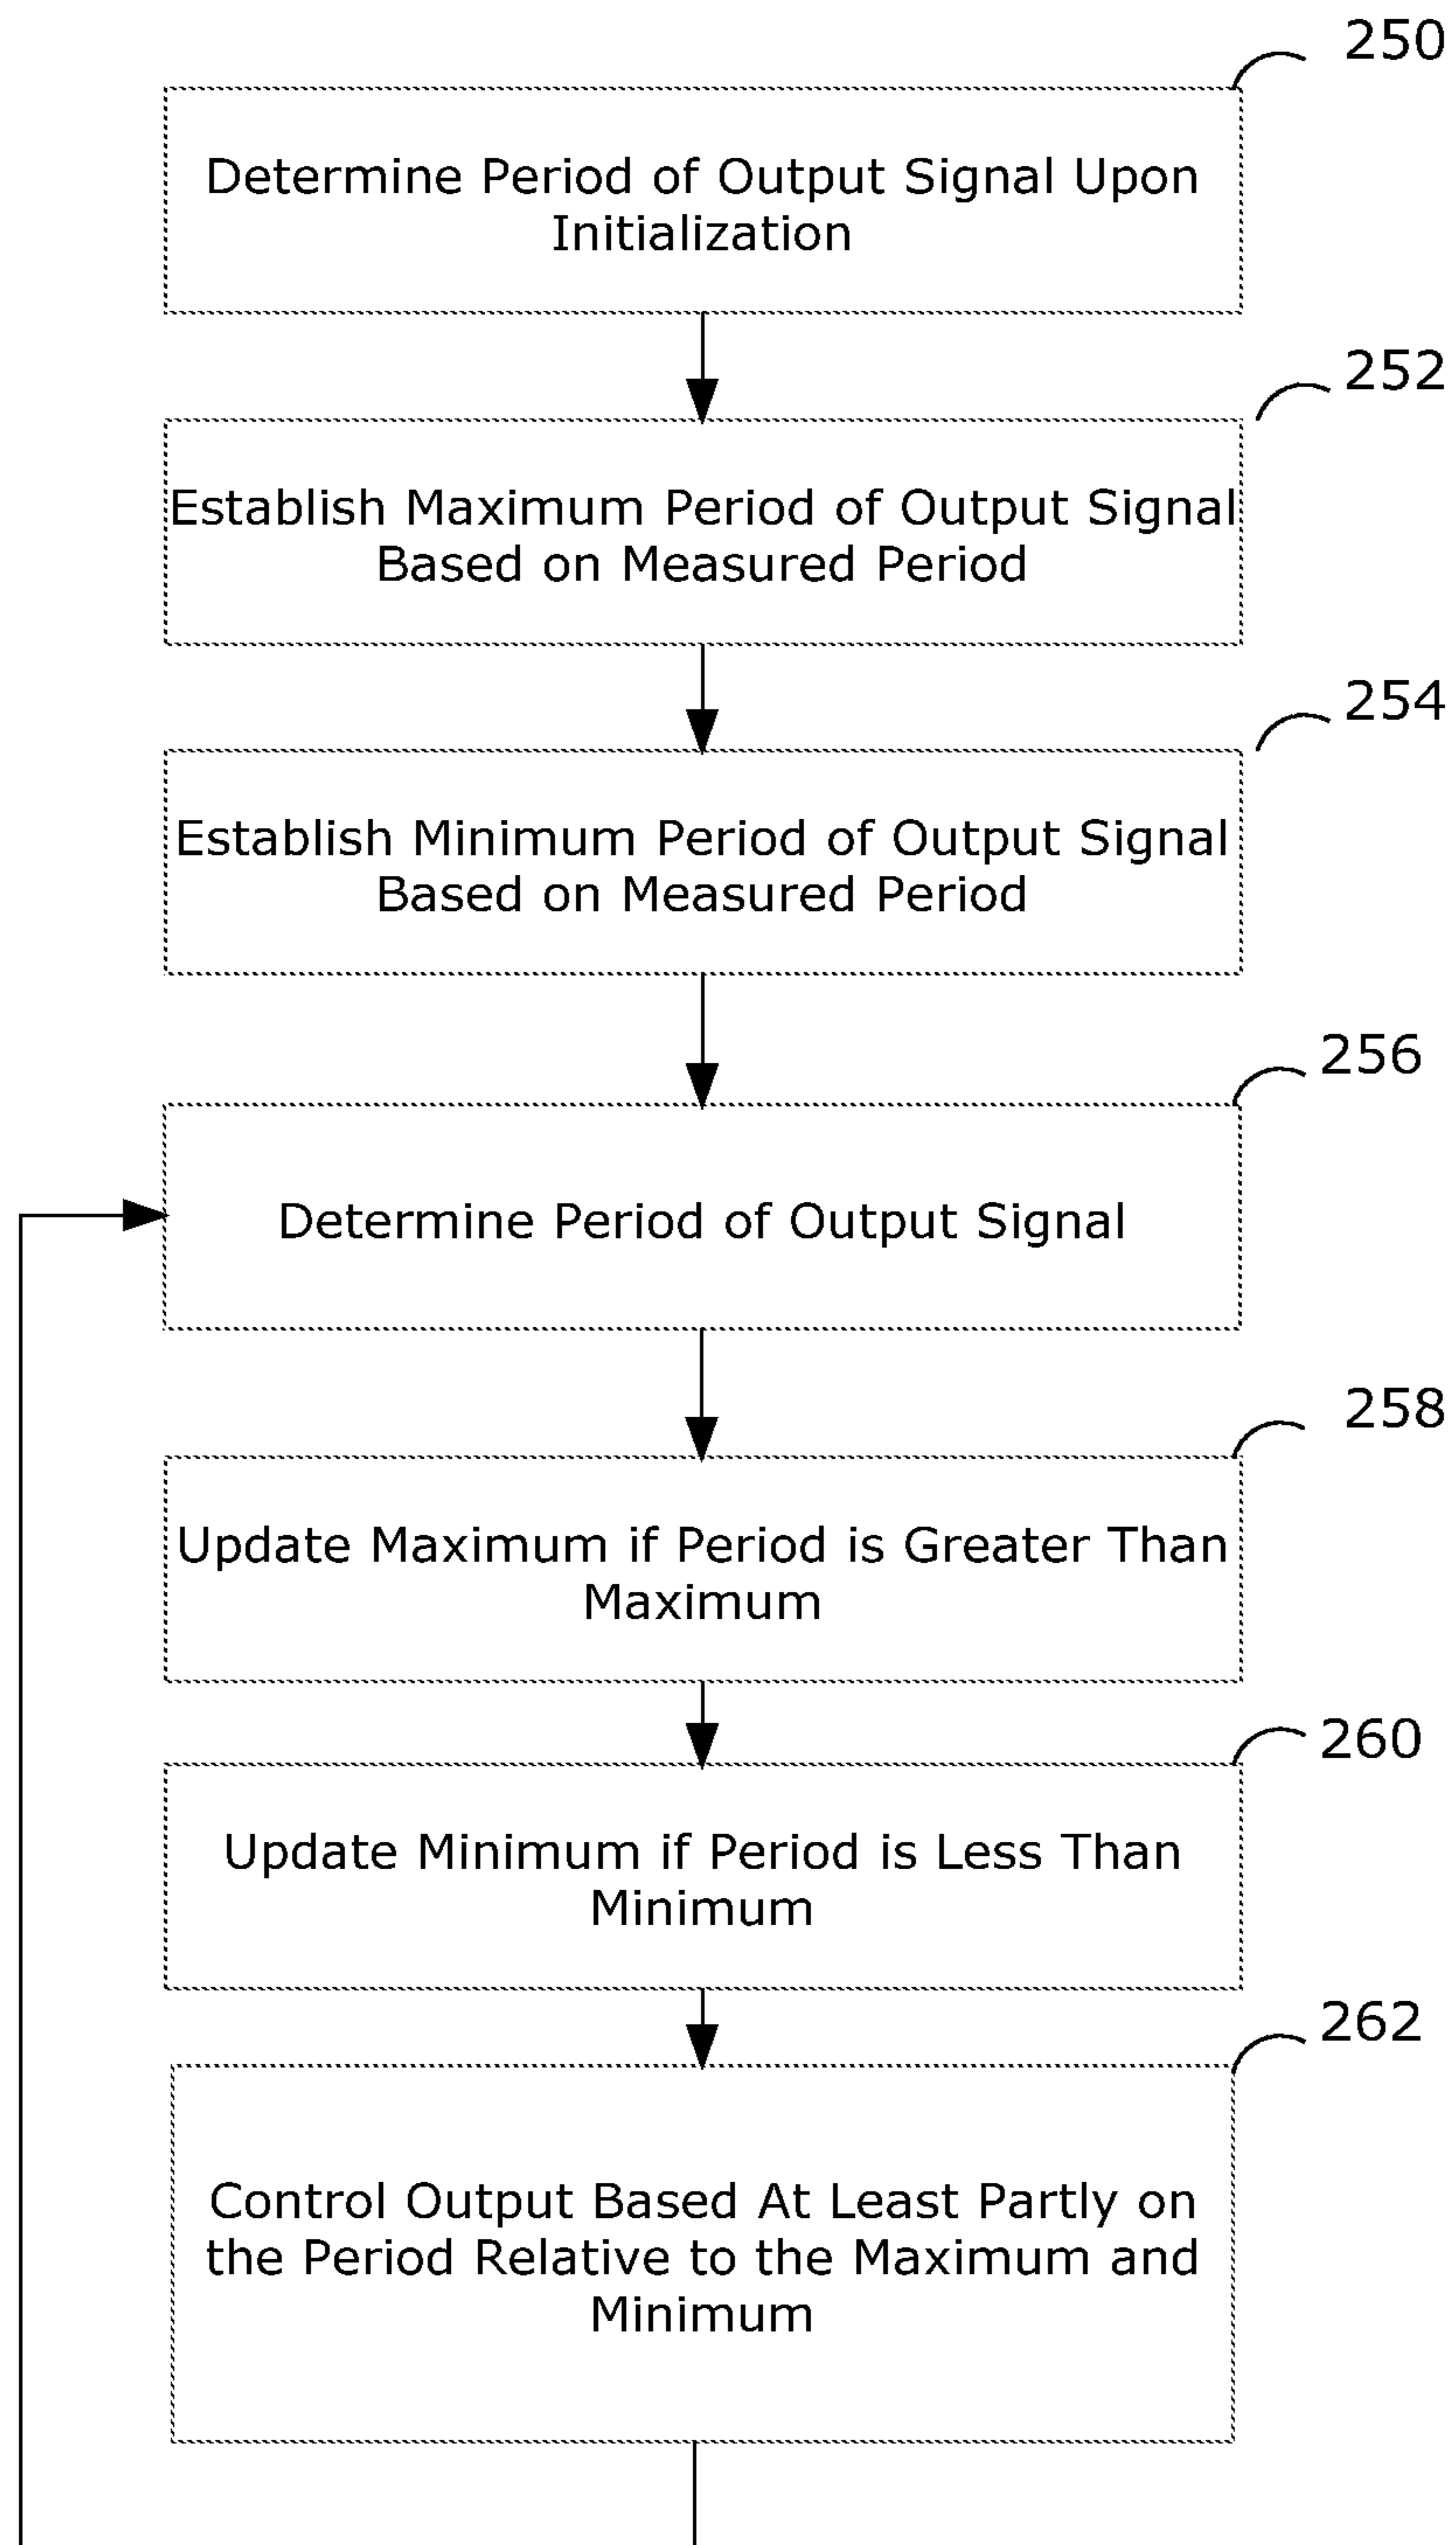 250
Determine Period of Output Signal Upon
Initialization
252
Establish Maximum Period of Output Signal
Based on Measured Period
254
Establish Minimum Period of Output Signal
Based on Measured Period
256
Determine Period of Output Signal
258
Update Maximum if Period is Greater Than
Maximum
260
Update Minimum if Period is Less Than
Minimum
262
Control Output Based At Least Partly on
the Period Relative to the Maximum and
Minimum